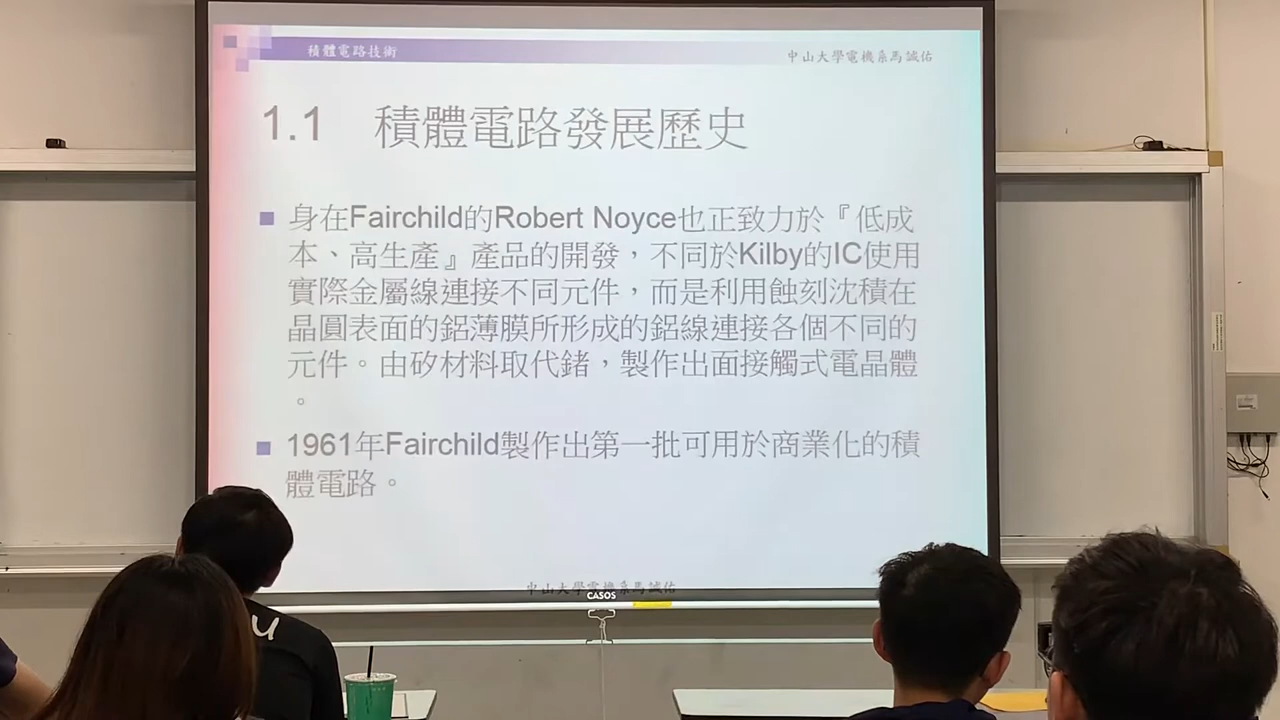 積體電路技術
中山大學電機系馬誠佑
1.1 積體電路發展歷史
身在Fairchild的Robert Noyce也正致力於『低成
本、高生產』產品的開發，不同於Kilby的IC使用
實際金屬線連接不同元件，而是利用蝕刻沈積在
晶圓表面的鋁薄膜所形成的鋁線連接各個不同的
元件。由矽材料取代鍺，製作出面接觸式電晶體
。
1961年Fairchild製作出第一批可用於商業化的積
體電路。
中山大學電機系馬誠佑
CASOS
U